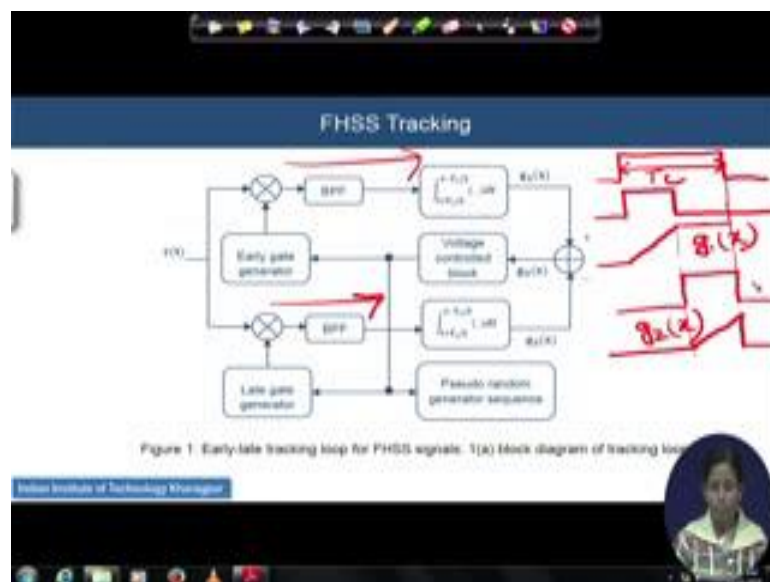 FHSS Tracking
BPF
g₁(x)
Early gate
generator
Voltage
controlled
block
BPF
g₂(x)
Late gate
generator
Pseudo random
generator sequence
Tc
g₁(x)
g₂(x)
Figure 1 Early-late tracking loop for FHSS signals. 1(a) block diagram of tracking loop
Indian Institute of Technology Kharagpur